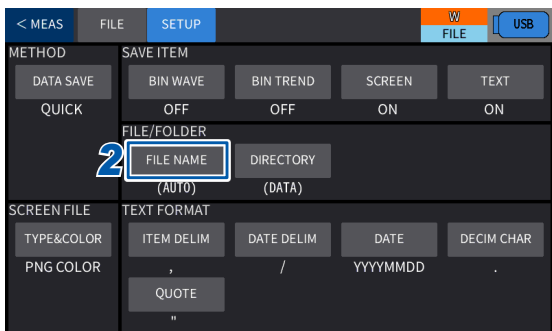 < MEAS FILE SETUP W FILE USB
METHOD SAVE ITEM
DATA SAVE BIN WAVE BIN TREND SCREEN TEXT
QUICK OFF OFF ON ON
FILE/FOLDER
2 FILE NAME DIRECTORY
(AUTO) (DATA)
SCREEN FILE TEXT FORMAT
TYPE&COLOR ITEM DELIM DATE DELIM DATE DECIM CHAR
PNG COLOR , / YYYYMMDD .
QUOTE
"